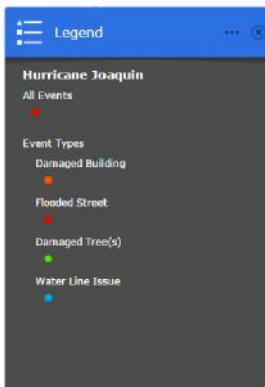 Legend
Hurricane Joaquin
All Events
Event Types
Damaged Building
Flooded Street
Damaged Tree(s)
Water Line Issue